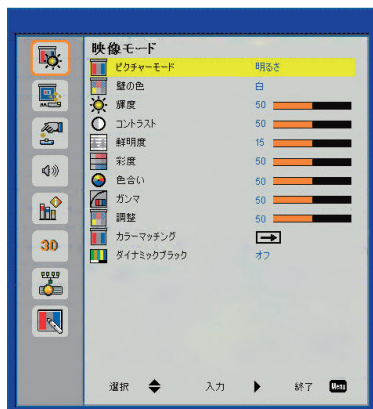 映像モード
ピクチャーモード 明るさ
壁の色 白
輝度 50
コントラスト 50
鮮明度 15
彩度 50
色合い 50
ガンマ 50
調整 50
カラーマッチング
ダイナミックブラック オフ
3D
選択 入力 終了 Menu